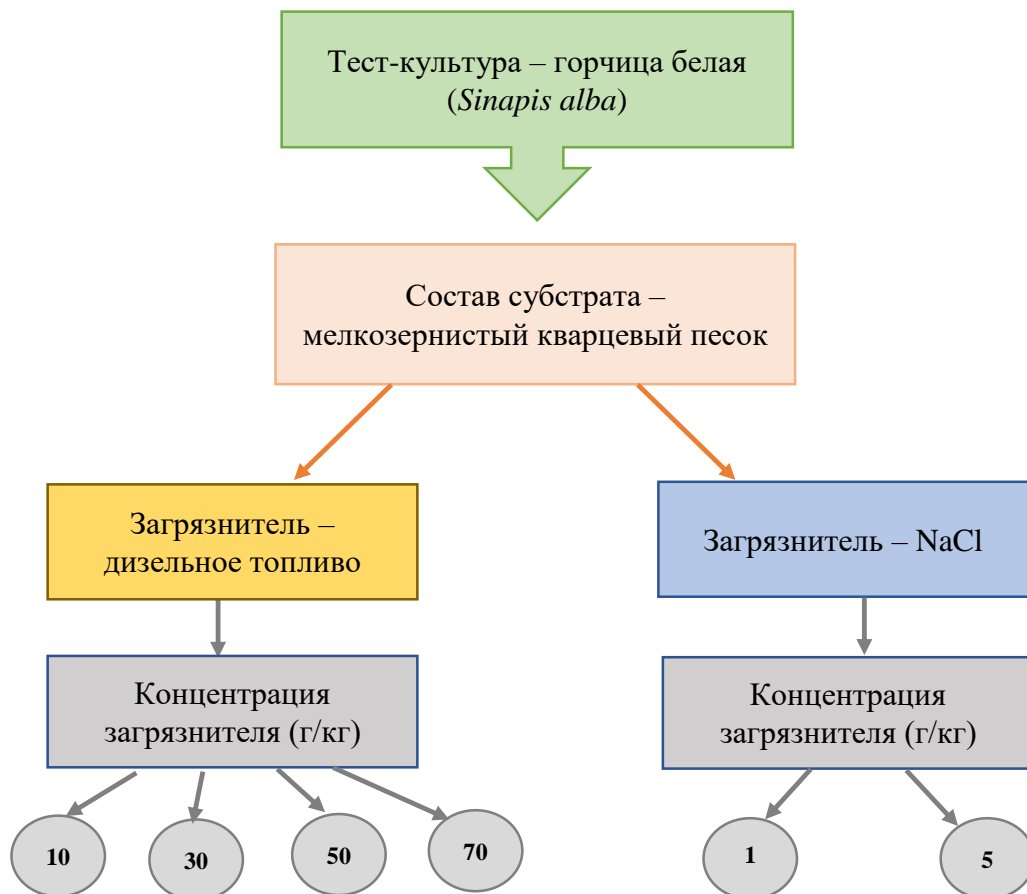 Тест-культура – горчица белая
(Sinapis alba)
Состав субстрата –
мелкозернистый кварцевый песок
Загрязнитель –
дизельное топливо
Загрязнитель – NaCl
Концентрация
загрязнителя (г/кг)
Концентрация
загрязнителя (г/кг)
10
30
50
70
1
5